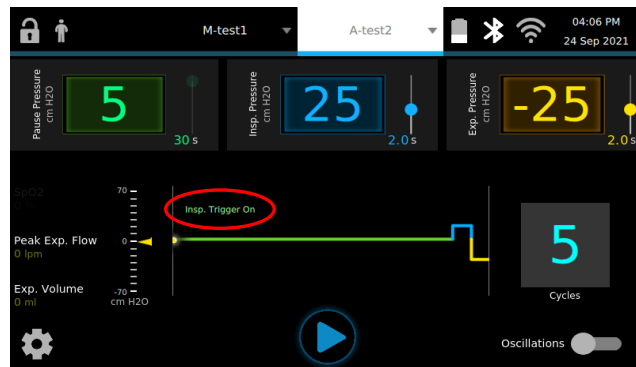 M-test1
A-test2
04:06 PM
24 Sep 2021
Pause Pressure
cm H2O
5
30 s
Insp. Pressure
cm H2O
25
2.0 s
Exp. Pressure
cm H2O
-25
2.0 s
SpO2
70
Insp. Trigger On
Peak Exp. Flow
0 lpm
0
Exp. Volume
0 ml
-70
cm H2O
5
Cycles
Oscillations